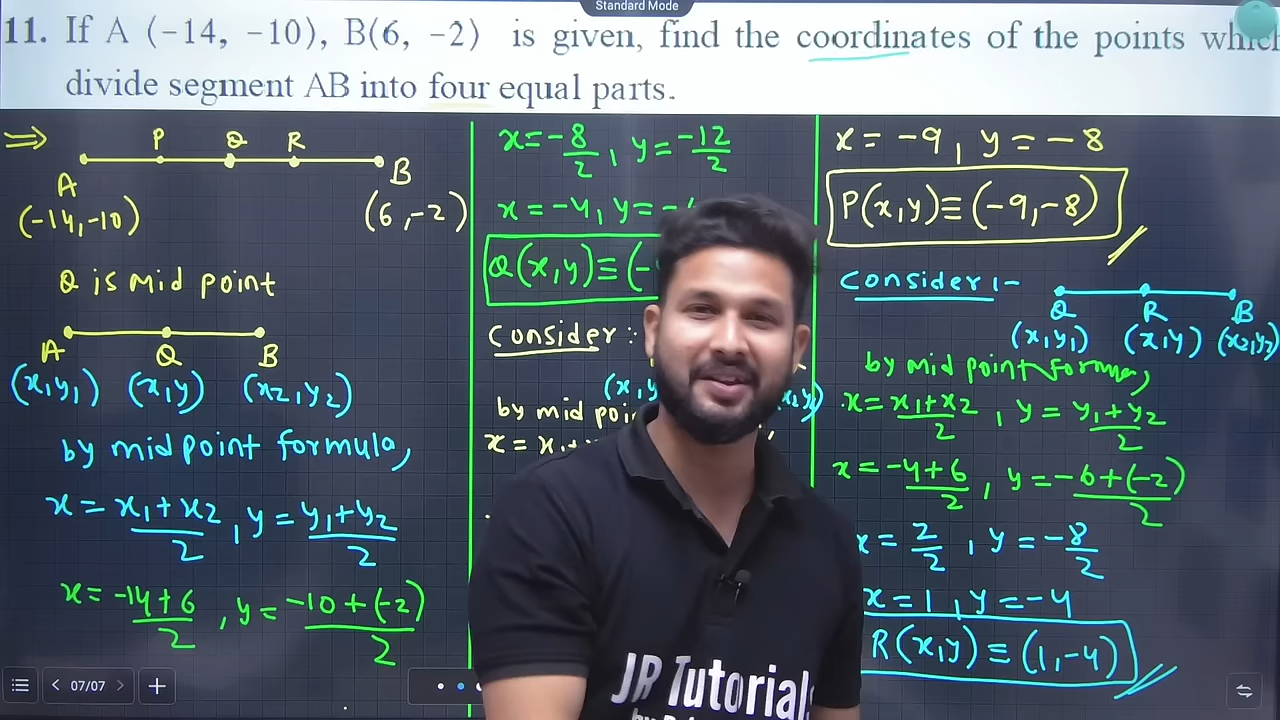 Standard Mode
11. If A (-14, -10), B(6, -2) is given, find the coordinates of the points which
divide segment AB into four equal parts.
⇒ P Q R
A B
(-14,-10) (6,-2)
Q is Mid point
A Q B
(x,y1) (x,y) (x2,y2)
by midpoint formula,
x = x1+x2/2, y = y1+y2/2
x = -14+6/2, y = -10+(-2)/2
x = -8/2, y = -12/2
x = -4, y = -
Q(x,y) ≡ (-
Consider :
(x,y
by mid
x = x1+
x = -9, y = -8
P(x,y) ≡ (-9,-8)
Consider :-
Q R B
(x,y1) (x,y) (x2,y2)
by mid point formula,
x = x1+x2/2, y = y1+y2/2
x = -4+6/2, y = -6+(-2)/2
x = 2/2, y = -8/2
x = 1, y = -4
R(x,y) ≡ (1,-4)
JR Tutorials
07/07